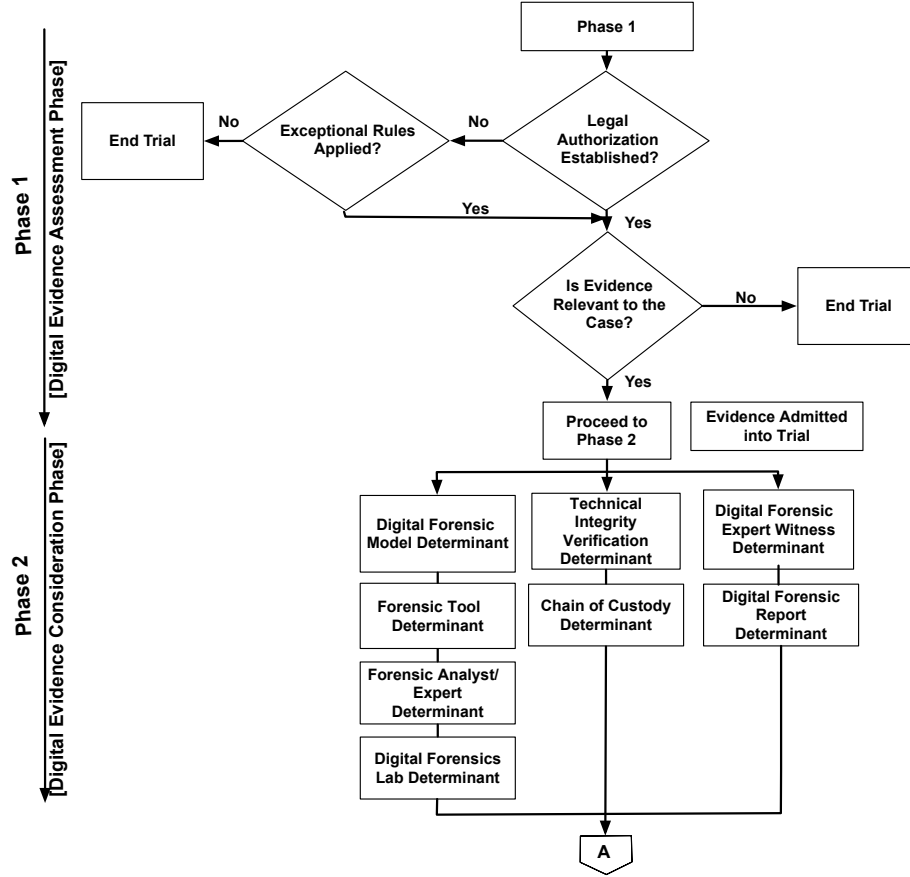 Phase 1
Legal
Authorization
Established?
No
Exceptional Rules
Applied?
No
End Trial
Yes
Yes
Is Evidence
Relevant to the
Case?
No
End Trial
Yes
Proceed to
Phase 2
Evidence Admitted
into Trial
Digital Forensic
Model Determinant
Forensic Tool
Determinant
Forensic Analyst/
Expert
Determinant
Digital Forensics
Lab Determinant
Technical
Integrity
Verification
Determinant
Chain of Custody
Determinant
Digital Forensic
Expert Witness
Determinant
Digital Forensic
Report
Determinant
A
Phase 1
[Digital Evidence Assessment Phase]
Phase 2
[Digital Evidence Consideration Phase]